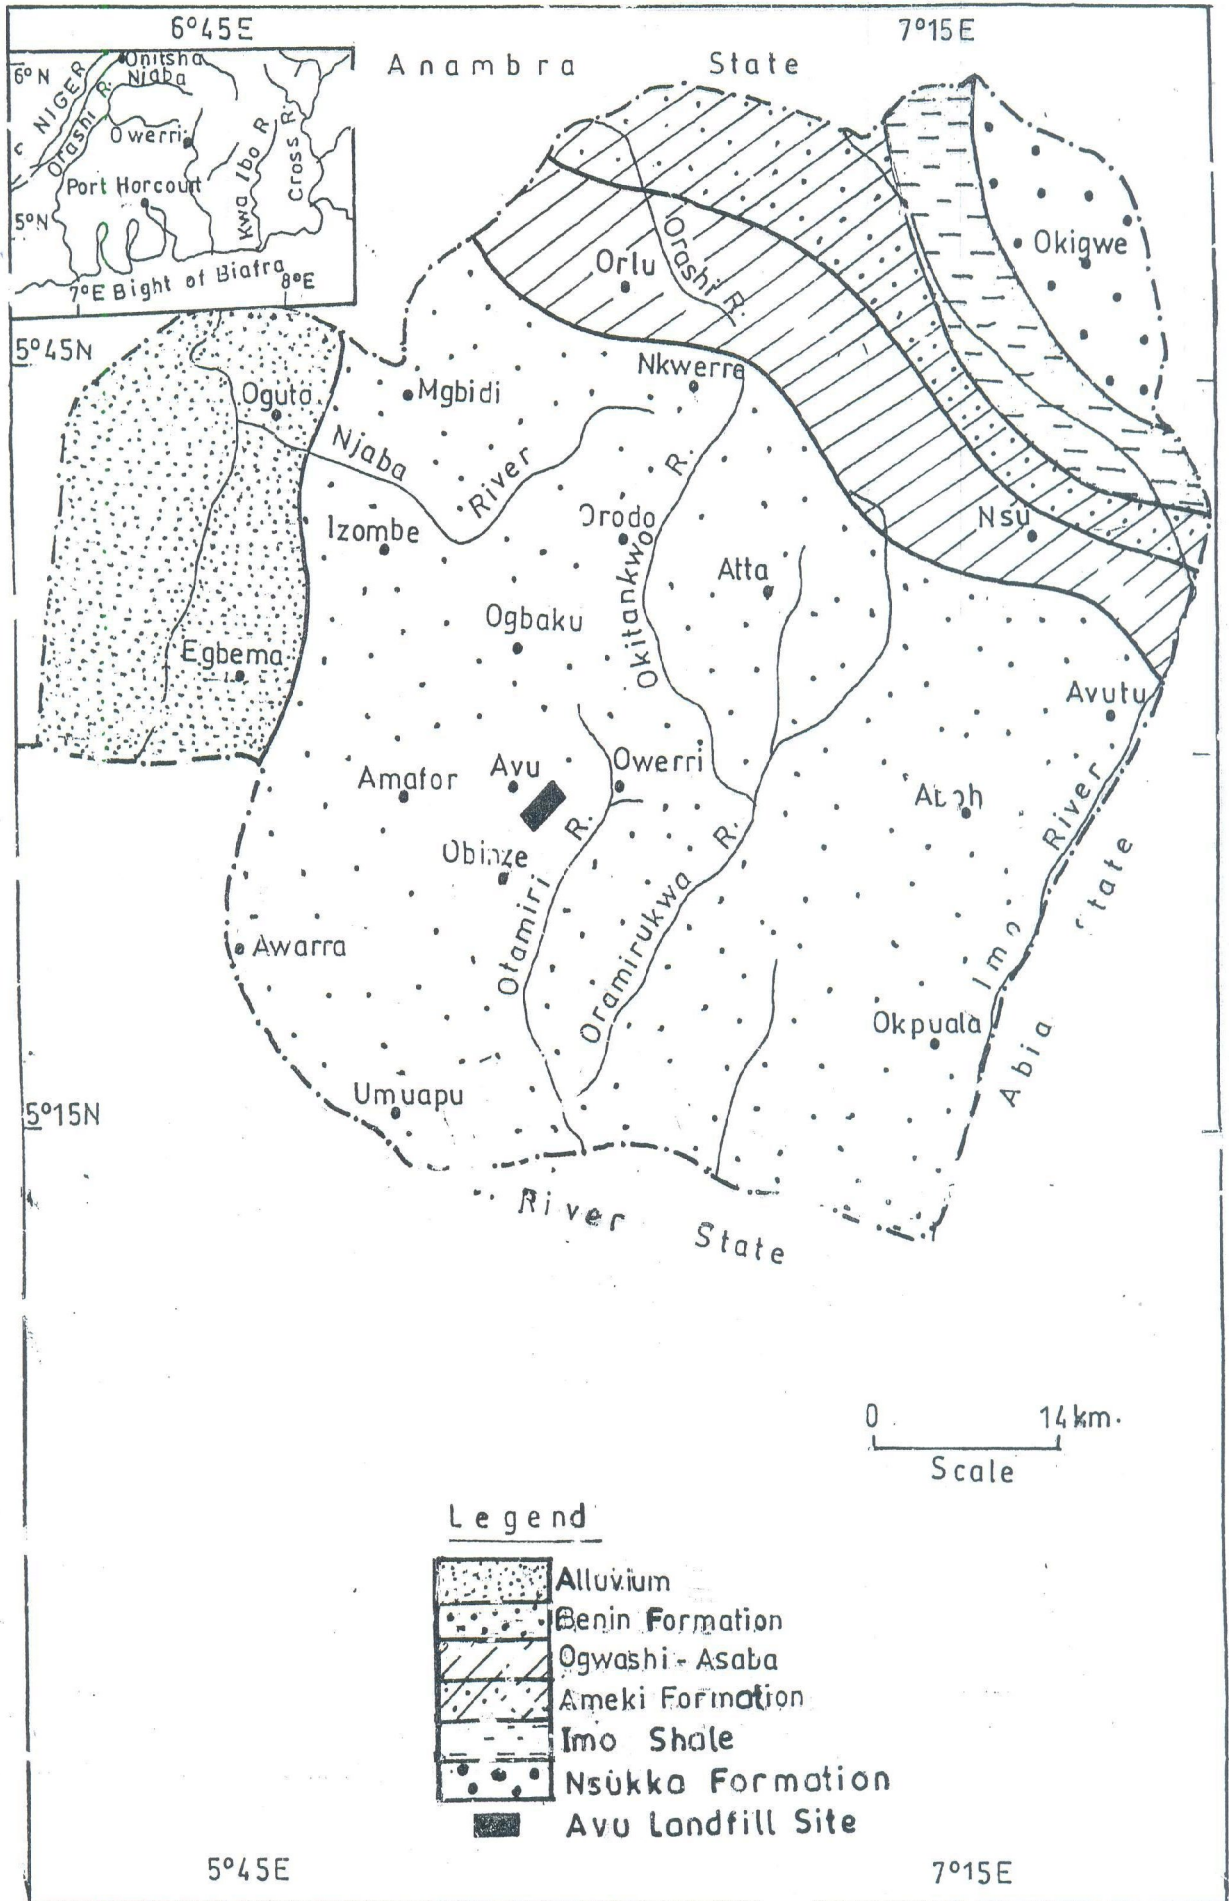 6°45E
7°15E
6°N
Onitsha
Njaba
NIGER
Orashi R.
Owerri
Kwa Ibo R
Cross R.
Port Horcourt
5°N
7°E Bight of Biafra 8°E
Anambra State
Okigwe
Orashi R.
Orlu
5°45N
Nkwerre
Oguta
Mgbidi
Njaba River
R.
Orodo
Nsu
Izombe
Okitankwo
Atta
Ogbaku
Egbema
Avutu
Avu
Owerri
Amafor
R.
R.
Obinze
Otamiri
Oramirukwa
Imo River
Awarra
Okpuala
Abia
Umuapu
5°15N
River State
0 14km.
Scale
Legend
Alluvium
Benin Formation
Ogwashi-Asaba
Ameki Formation
Imo Shale
Nsukka Formation
Avu Landfill Site
5°45E
7°15E